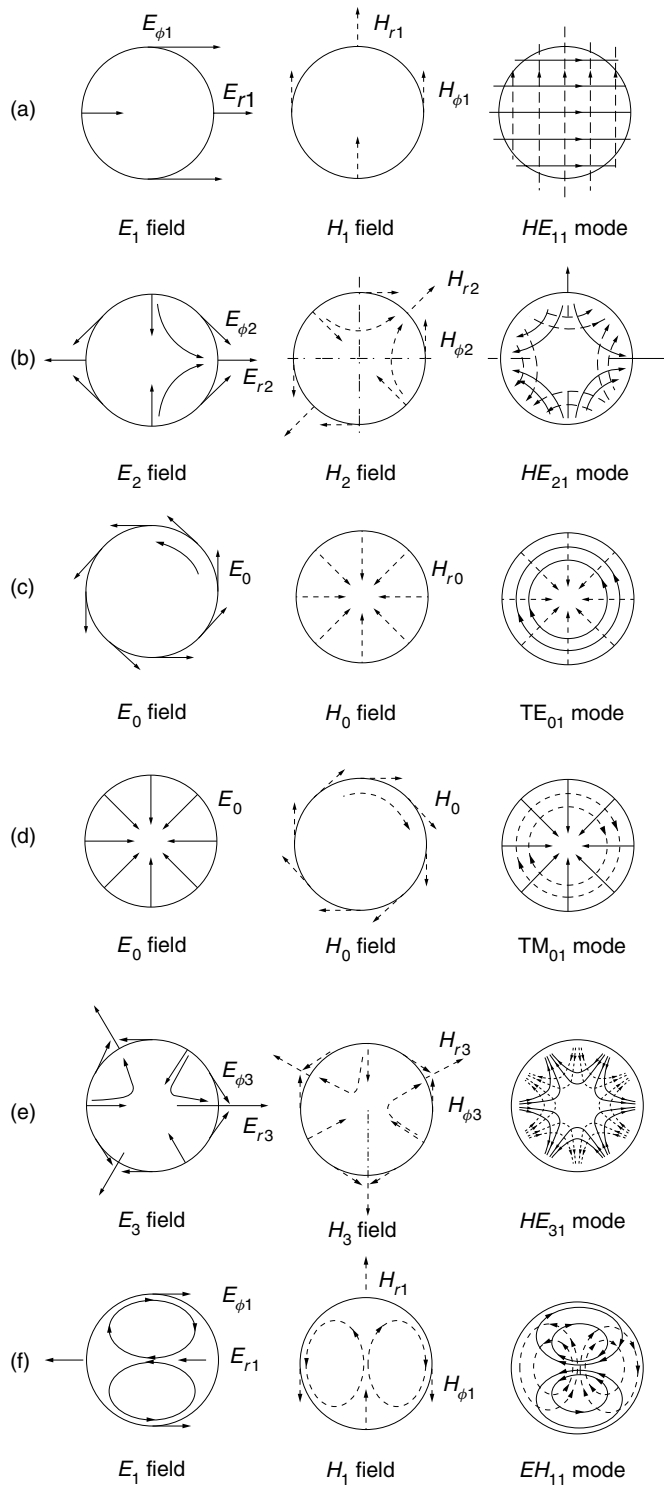 E_ϕ1
H_r1
(a)
E_r1
H_ϕ1
E_1 field
H_1 field
HE_11 mode
(b)
E_ϕ2
E_r2
H_r2
H_ϕ2
E_2 field
H_2 field
HE_21 mode
(c)
E_0
H_r0
E_0 field
H_0 field
TE_01 mode
(d)
E_0
H_0
E_0 field
H_0 field
TM_01 mode
(e)
E_ϕ3
E_r3
H_r3
H_ϕ3
E_3 field
H_3 field
HE_31 mode
(f)
E_ϕ1
E_r1
H_r1
H_ϕ1
E_1 field
H_1 field
EH_11 mode